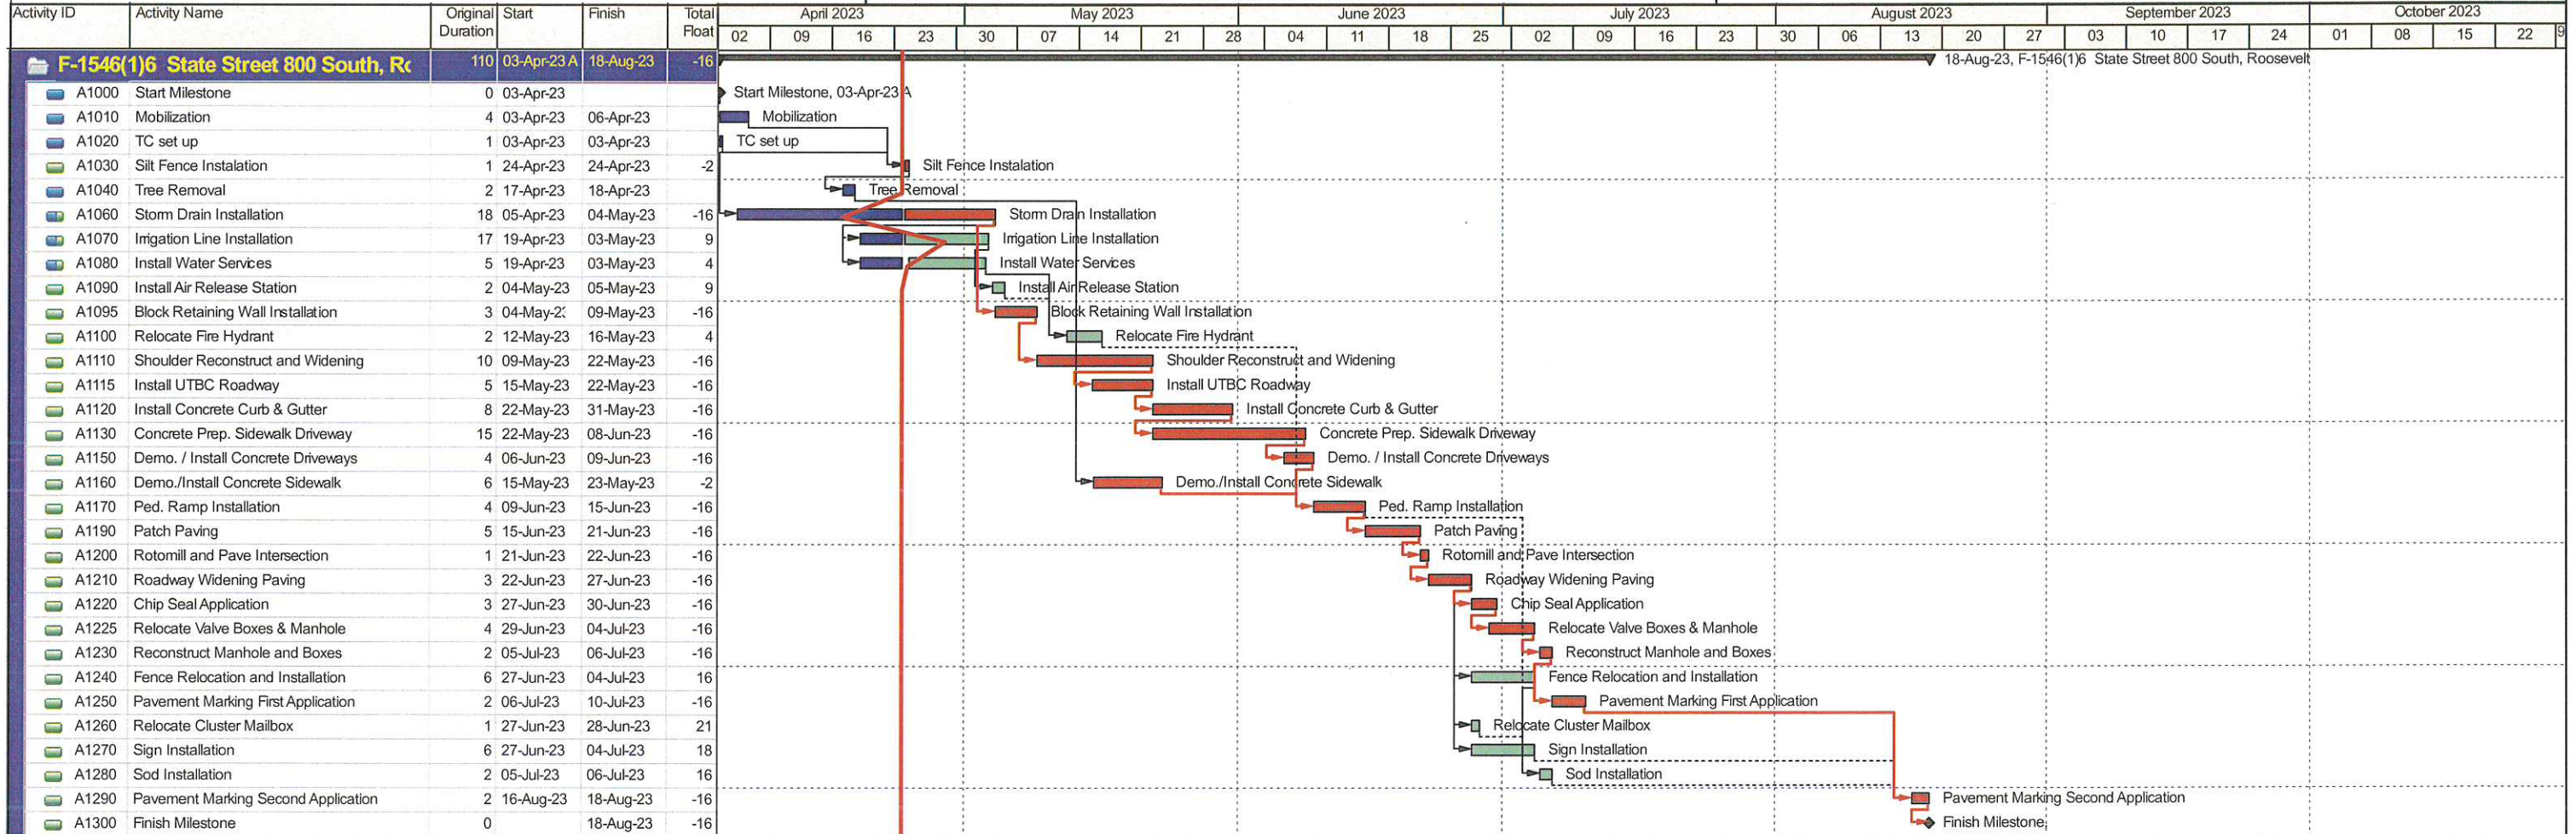 Activity ID Activity Name Original Duration Start Finish Total Float April 2023 May 2023 June 2023 July 2023 August 2023 September 2023 October 2023
02 09 16 23 30 07 14 21 28 04 11 18 25 02 09 16 23 30 06 13 20 27 03 10 17 24 01 08 15 22 9
F-1546(1)6 State Street 800 South, Rc 110 03-Apr-23 A 18-Aug-23 -16 18-Aug-23, F-1546(1)6 State Street 800 South, Roosevelt
A1000 Start Milestone 0 03-Apr-23 Start Milestone, 03-Apr-23 A
A1010 Mobilization 4 03-Apr-23 06-Apr-23 Mobilization
A1020 TC set up 1 03-Apr-23 03-Apr-23 TC set up
A1030 Silt Fence Instalation 1 24-Apr-23 24-Apr-23 -2 Silt Fence Instalation
A1040 Tree Removal 2 17-Apr-23 18-Apr-23 Tree Removal
A1060 Storm Drain Installation 18 05-Apr-23 04-May-23 -16 Storm Drain Installation
A1070 Irrigation Line Installation 17 19-Apr-23 03-May-23 9 Irrigation Line Installation
A1080 Install Water Services 5 19-Apr-23 03-May-23 4 Install Water Services
A1090 Install Air Release Station 2 04-May-23 05-May-23 9 Install Air Release Station
A1095 Block Retaining Wall Installation 3 04-May-23 09-May-23 -16 Block Retaining Wall Installation
A1100 Relocate Fire Hydrant 2 12-May-23 16-May-23 4 Relocate Fire Hydrant
A1110 Shoulder Reconstruct and Widening 10 09-May-23 22-May-23 -16 Shoulder Reconstruct and Widening
A1115 Install UTBC Roadway 5 15-May-23 22-May-23 -16 Install UTBC Roadway
A1120 Install Concrete Curb & Gutter 8 22-May-23 31-May-23 -16 Install Concrete Curb & Gutter
A1130 Concrete Prep. Sidewalk Driveway 15 22-May-23 08-Jun-23 -16 Concrete Prep. Sidewalk Driveway
A1150 Demo. / Install Concrete Driveways 4 06-Jun-23 09-Jun-23 -16 Demo. / Install Concrete Driveways
A1160 Demo./Install Concrete Sidewalk 6 15-May-23 23-May-23 -2 Demo./Install Concrete Sidewalk
A1170 Ped. Ramp Installation 4 09-Jun-23 15-Jun-23 -16 Ped. Ramp Installation
A1190 Patch Paving 5 15-Jun-23 21-Jun-23 -16 Patch Paving
A1200 Rotomill and Pave Intersection 1 21-Jun-23 22-Jun-23 -16 Rotomill and Pave Intersection
A1210 Roadway Widening Paving 3 22-Jun-23 27-Jun-23 -16 Roadway Widening Paving
A1220 Chip Seal Application 3 27-Jun-23 30-Jun-23 -16 Chip Seal Application
A1225 Relocate Valve Boxes & Manhole 4 29-Jun-23 04-Jul-23 -16 Relocate Valve Boxes & Manhole
A1230 Reconstruct Manhole and Boxes 2 05-Jul-23 06-Jul-23 -16 Reconstruct Manhole and Boxes
A1240 Fence Relocation and Installation 6 27-Jun-23 04-Jul-23 16 Fence Relocation and Installation
A1250 Pavement Marking First Application 2 06-Jul-23 10-Jul-23 -16 Pavement Marking First Application
A1260 Relocate Cluster Mailbox 1 27-Jun-23 28-Jun-23 21 Relocate Cluster Mailbox
A1270 Sign Installation 6 27-Jun-23 04-Jul-23 18 Sign Installation
A1280 Sod Installation 2 05-Jul-23 06-Jul-23 16 Sod Installation
A1290 Pavement Marking Second Application 2 16-Aug-23 18-Aug-23 -16 Pavement Marking Second Application
A1300 Finish Milestone 0 18-Aug-23 -16 Finish Milestone,